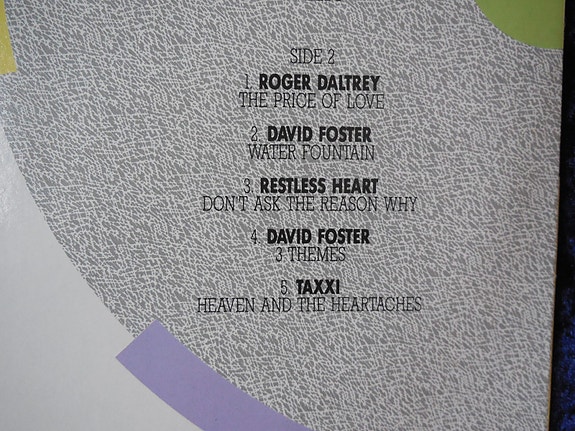 SIDE 2
1. ROGER DALTREY
THE PRICE OF LOVE
2. DAVID FOSTER
WATER FOUNTAIN
3. RESTLESS HEART
DON'T ASK THE REASON WHY
4. DAVID FOSTER
3 THEMES
5. TAXXI
HEAVEN AND THE HEARTACHES